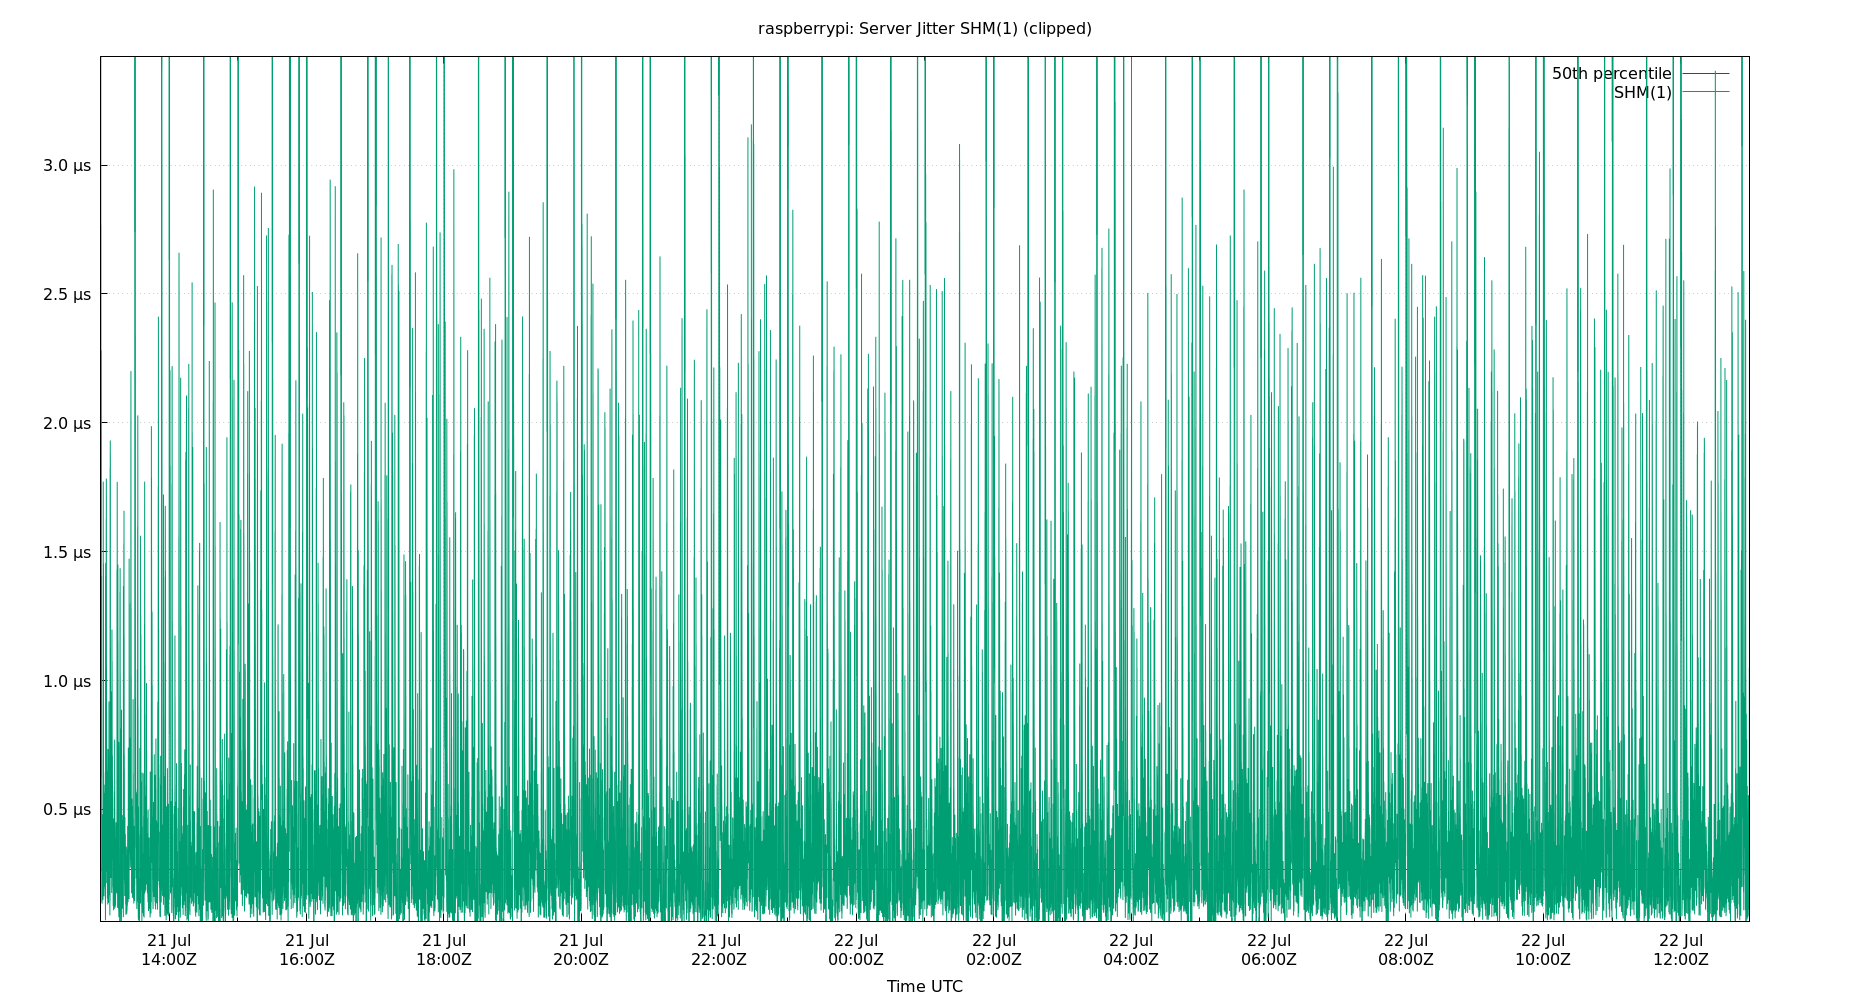 raspberrypi: Server Jitter SHM(1) (clipped)
50th percentile
SHM(1)
3.0 µs
2.5 µs
2.0 µs
1.5 µs
1.0 µs
0.5 µs
21 Jul 21 Jul 21 Jul 21 Jul 21 Jul 22 Jul 22 Jul 22 Jul 22 Jul 22 Jul 22 Jul 22 Jul
14:00Z 16:00Z 18:00Z 20:00Z 22:00Z 00:00Z 02:00Z 04:00Z 06:00Z 08:00Z 10:00Z 12:00Z
Time UTC